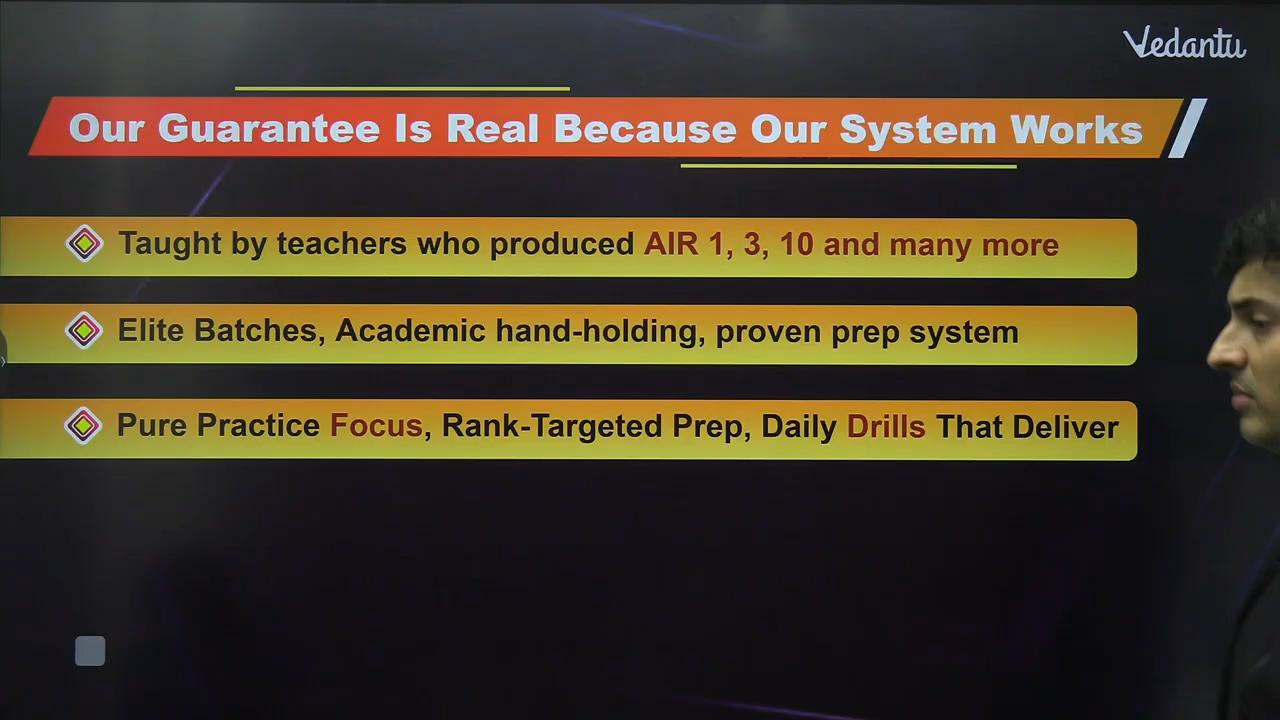 Vedantu
Our Guarantee Is Real Because Our System Works
Taught by teachers who produced AIR 1, 3, 10 and many more
Elite Batches, Academic hand-holding, proven prep system
Pure Practice Focus, Rank-Targeted Prep, Daily Drills That Deliver